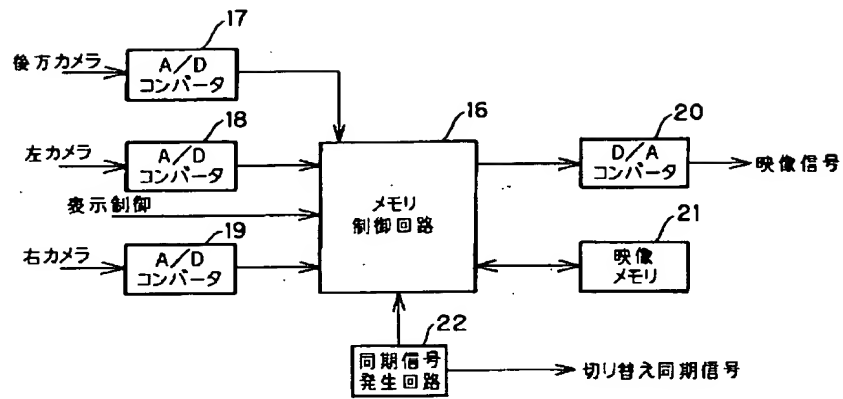 17
後方カメラ
A/D
コンバータ
18
左カメラ
A/D
コンバータ
表示制御
19
右カメラ
A/D
コンバータ
16
メモリ
制御回路
20
D/A
コンバータ
映像信号
21
映像
メモリ
22
同期信号
発生回路
切り替え同期信号